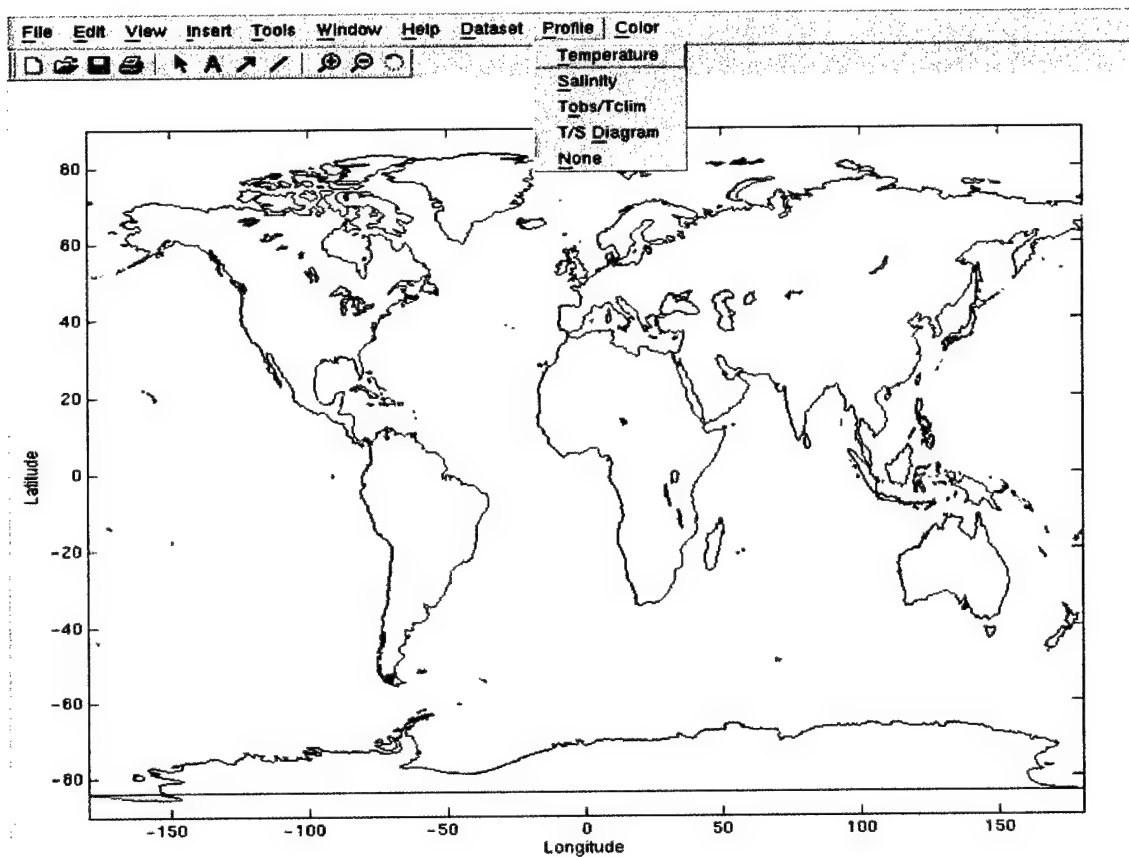 File Edit View Insert Tools Window Help Dataset Profile Color
A
Temperature
Salinity
Tobs/Tclim
T/S Diagram
None
80
60
40
20
0
-20
-40
-60
-80
Latitude
-150 -100 -50 0 50 100 150
Longitude